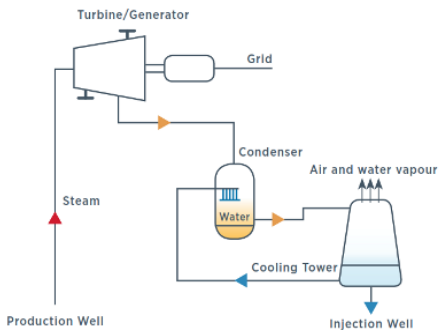 Turbine/Generator
Grid
Condenser
Air and water vapour
Steam
Water
Cooling Tower
Production Well
Injection Well